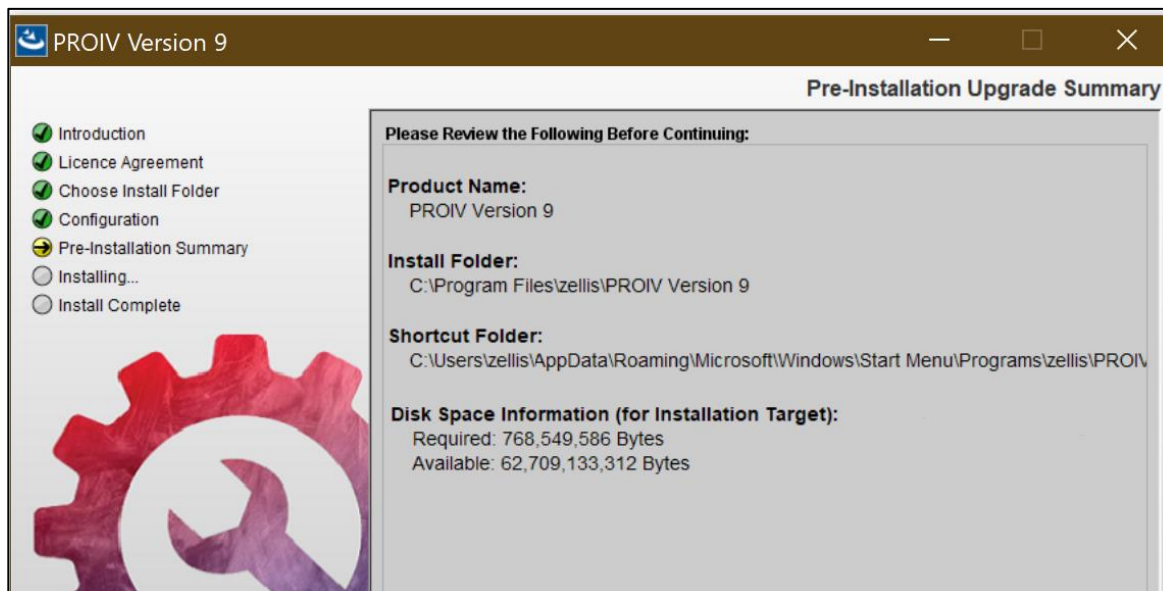 PROIV Version 9
Pre-Installation Upgrade Summary
Introduction
Licence Agreement
Choose Install Folder
Configuration
Pre-Installation Summary
Installing...
Install Complete
Please Review the Following Before Continuing:
Product Name:
PROIV Version 9
Install Folder:
C:\Program Files\zellis\PROIV Version 9
Shortcut Folder:
C:\Users\zellis\AppData\Roaming\Microsoft\Windows\Start Menu\Programs\zellis\PROIV
Disk Space Information (for Installation Target):
Required: 768,549,586 Bytes
Available: 62,709,133,312 Bytes